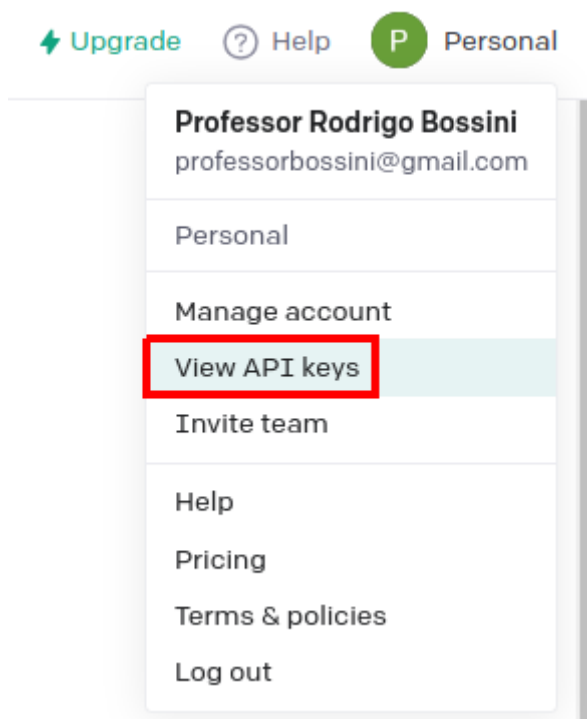 Upgrade ? Help P Personal
Professor Rodrigo Bossini
professorbossini@gmail.com
Personal
Manage account
View API keys
Invite team
Help
Pricing
Terms & policies
Log out